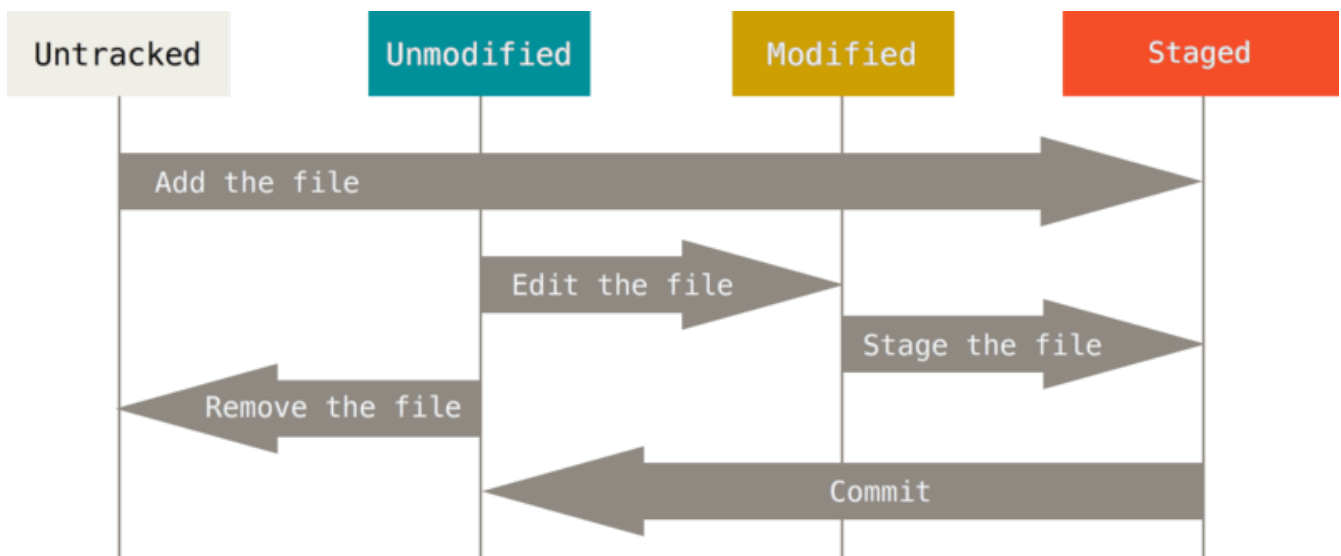 Untracked
Unmodified
Modified
Staged
Add the file
Edit the file
Stage the file
Remove the file
Commit